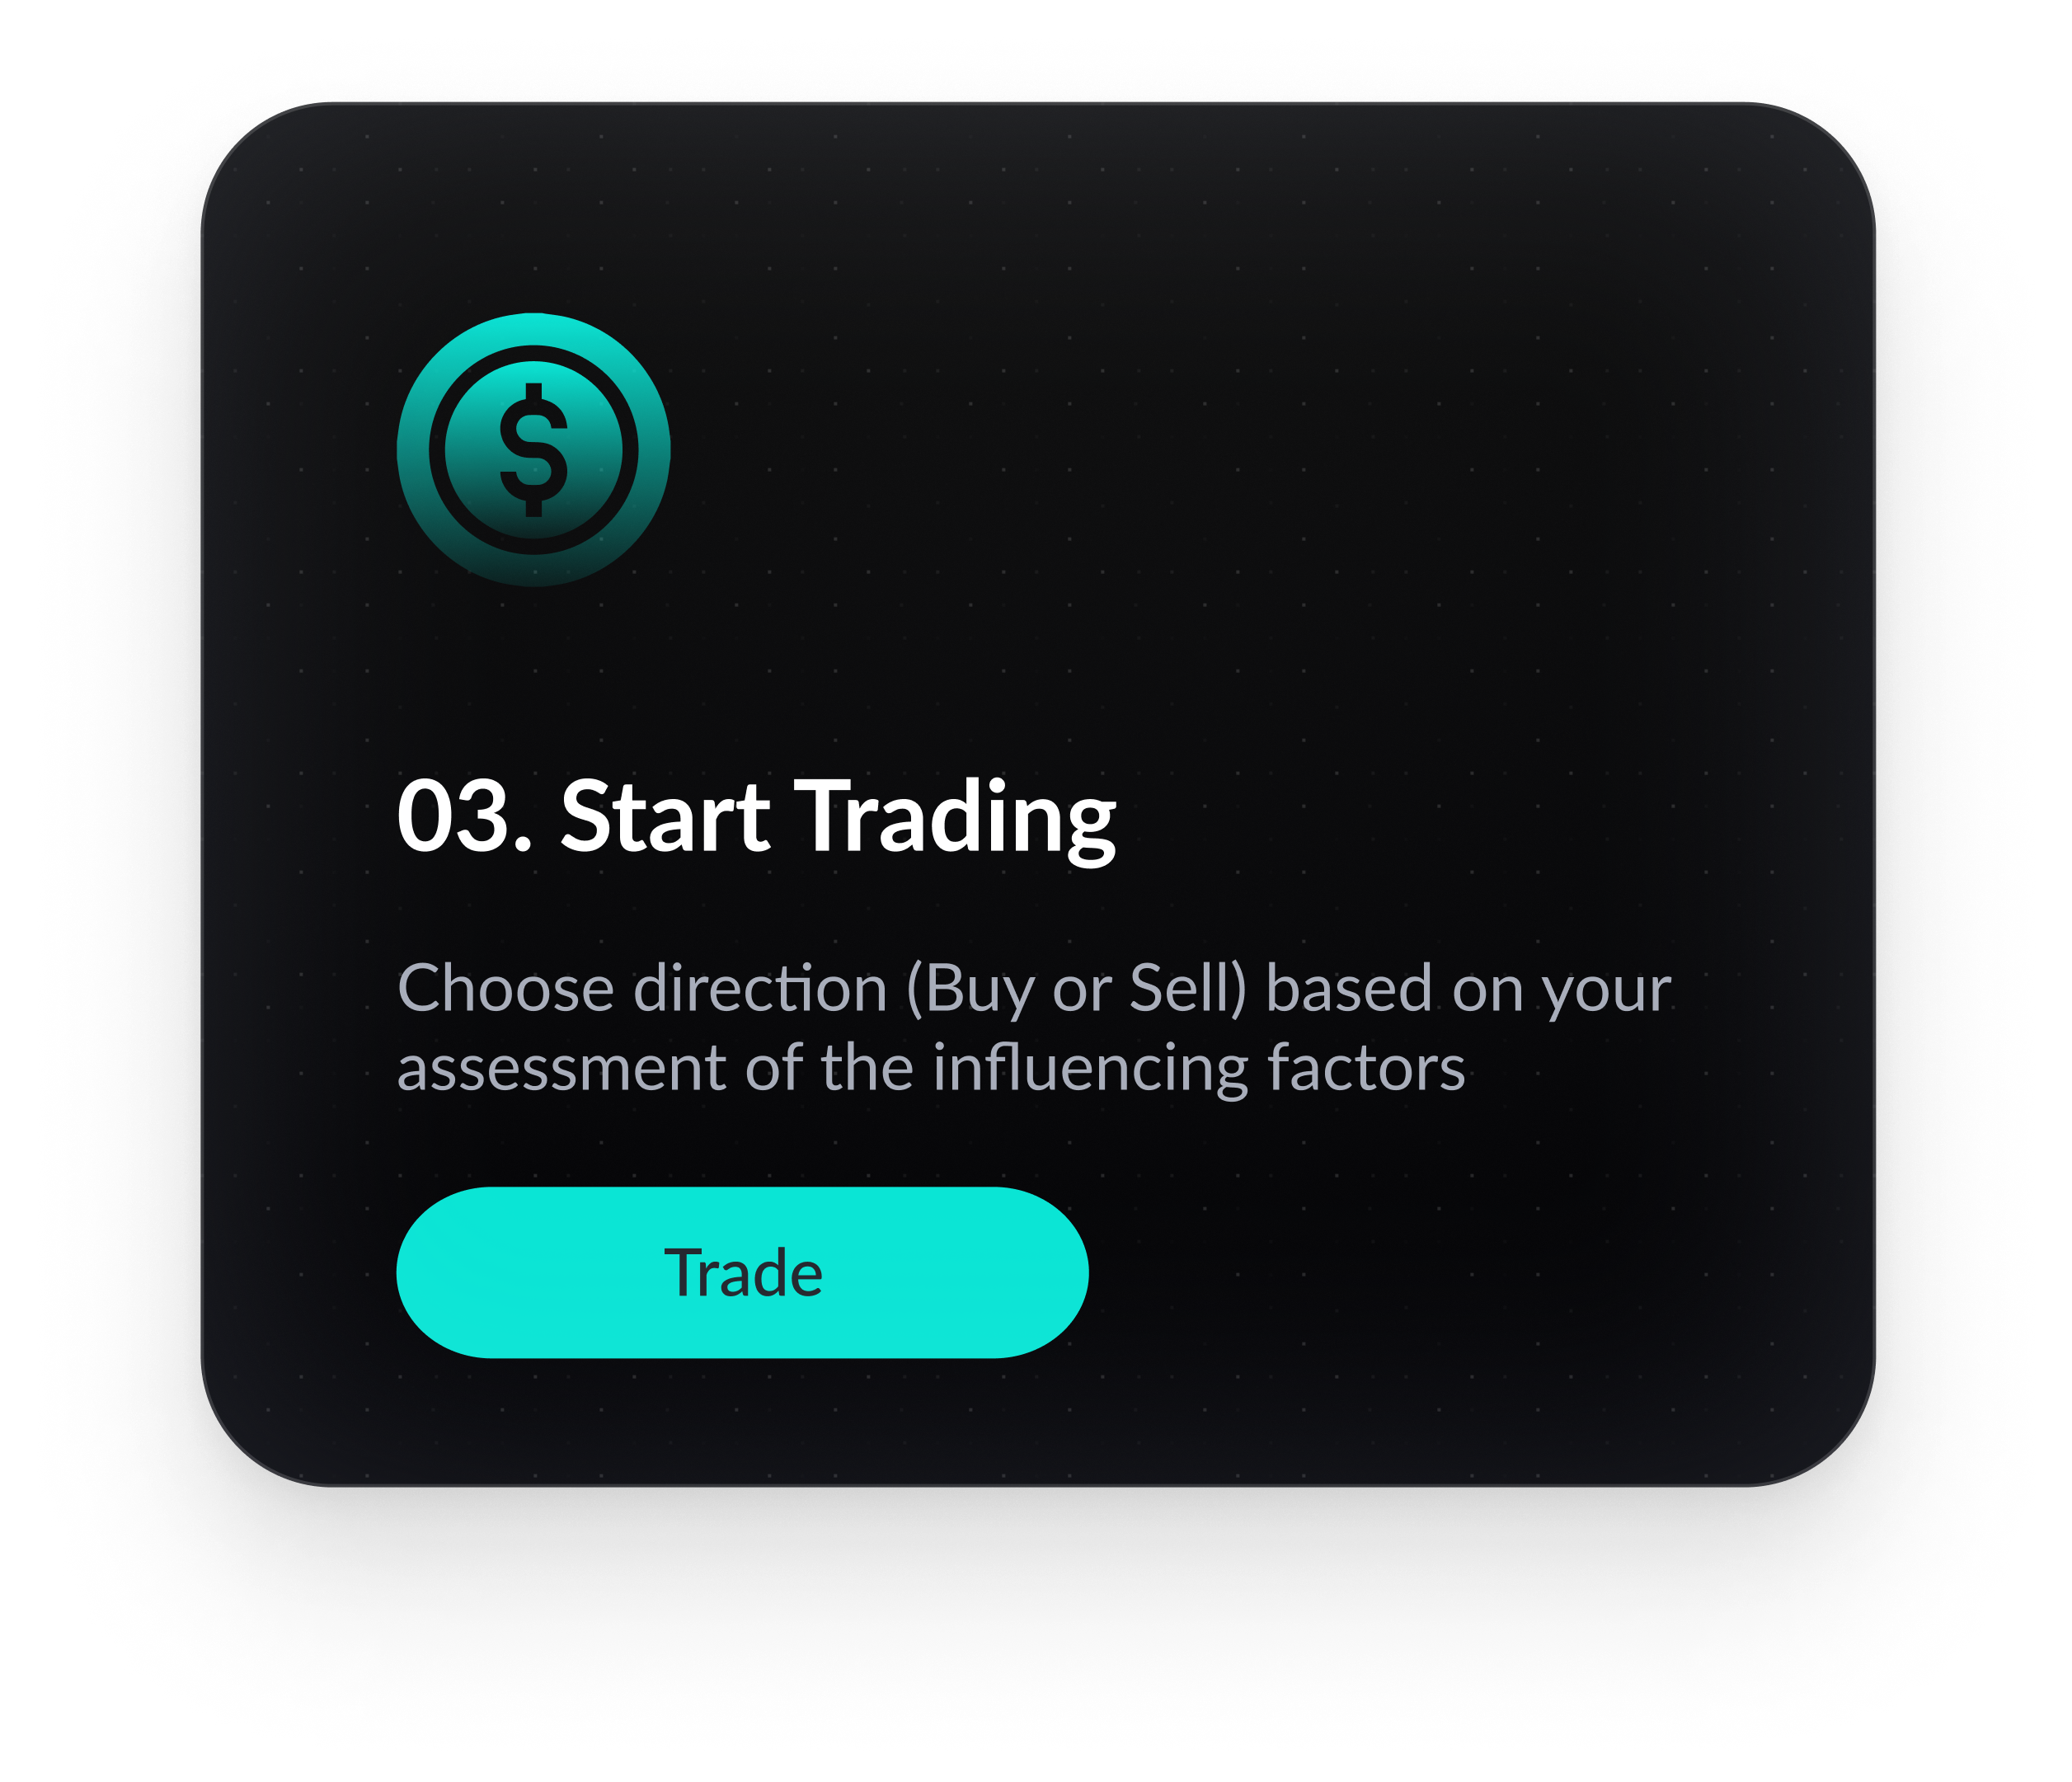 03. Start Trading
Choose direction (Buy or Sell) based on your
assessment of the influencing factors
Trade